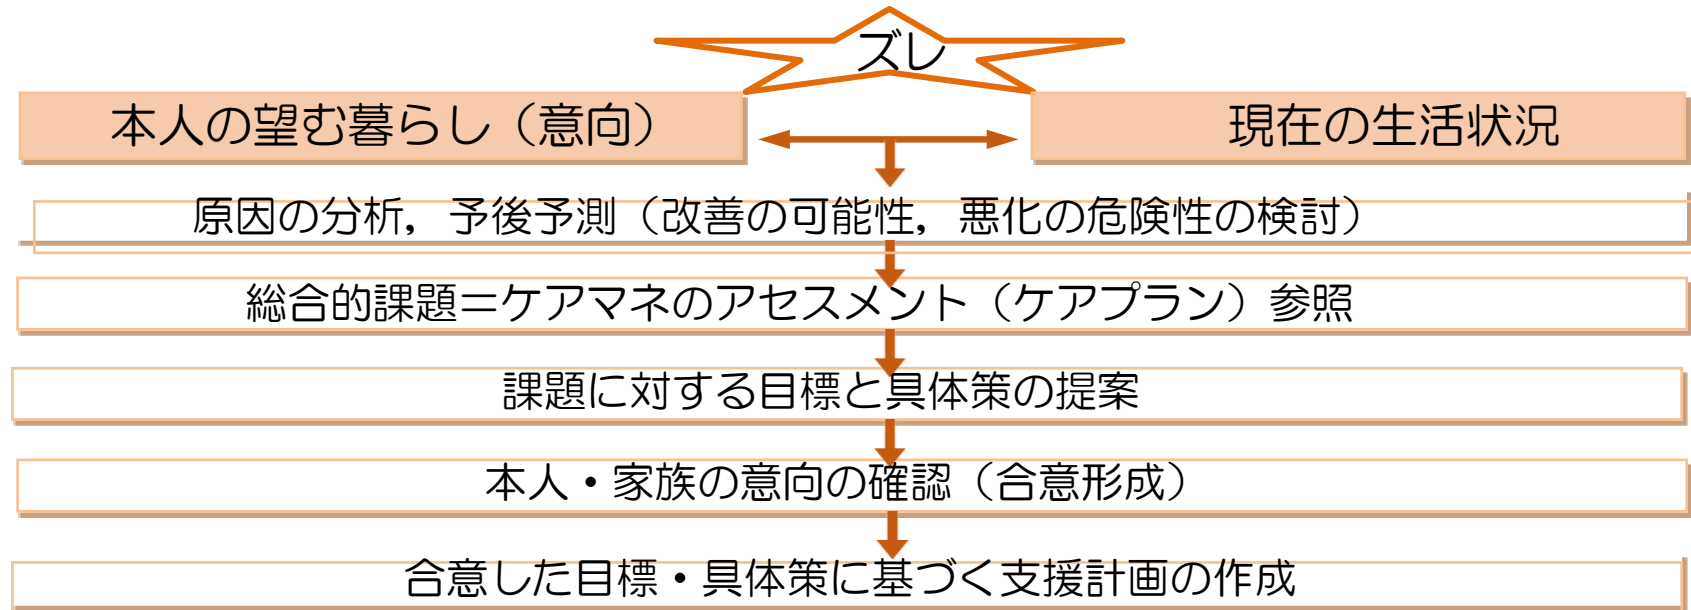 ズレ
本人の望む暮らし（意向）
現在の生活状況
原因の分析，予後予測（改善の可能性，悪化の危険性の検討）
総合的課題＝ケアマネのアセスメント（ケアプラン）参照
課題に対する目標と具体策の提案
本人・家族の意向の確認（合意形成）
合意した目標・具体策に基づく支援計画の作成